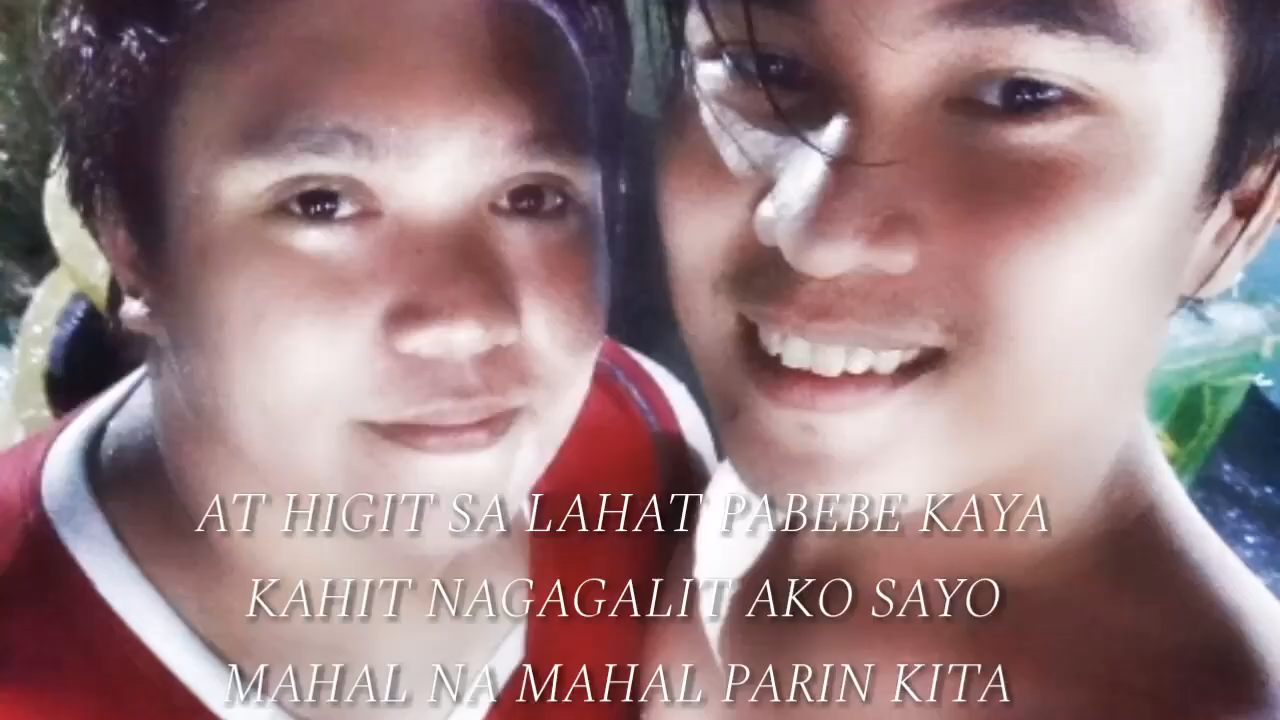 AT HIGIT SA LAHAT PABEBE KAYA
KAHIT NAGAGALIT AKO SAYO
MAHAL NA MAHAL PARIN KITA